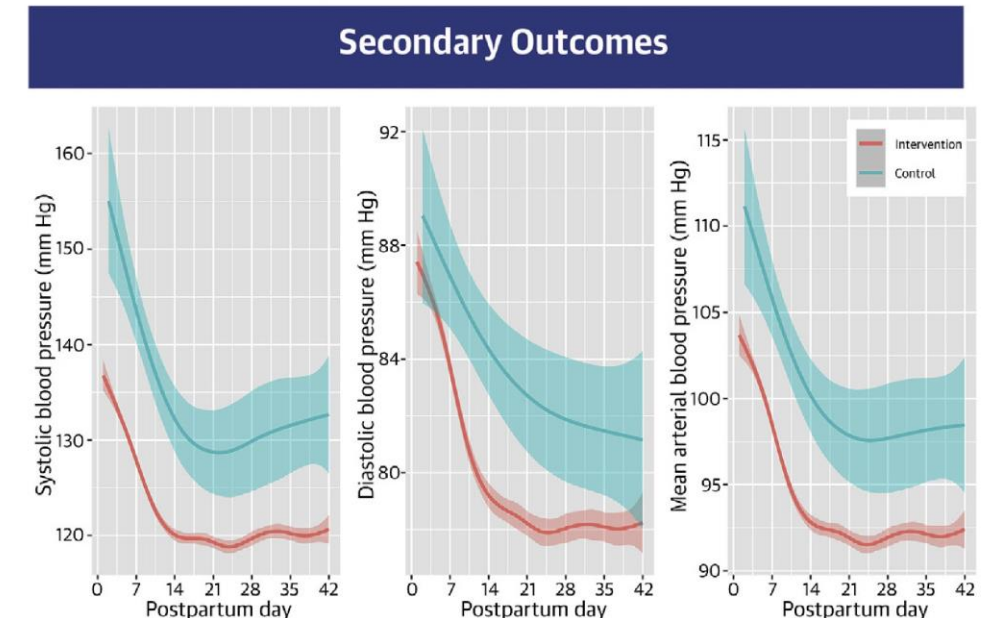 Secondary Outcomes
Systolic blood pressure (mm Hg)
160
150
140
130
120
0 7 14 21 28 35 42
Postpartum day
Diastolic blood pressure (mm Hg)
92
88
84
80
0 7 14 21 28 35 42
Postpartum day
Mean arterial blood pressure (mm Hg)
115
110
105
100
95
90
0 7 14 21 28 35 42
Postpartum day
Intervention
Control